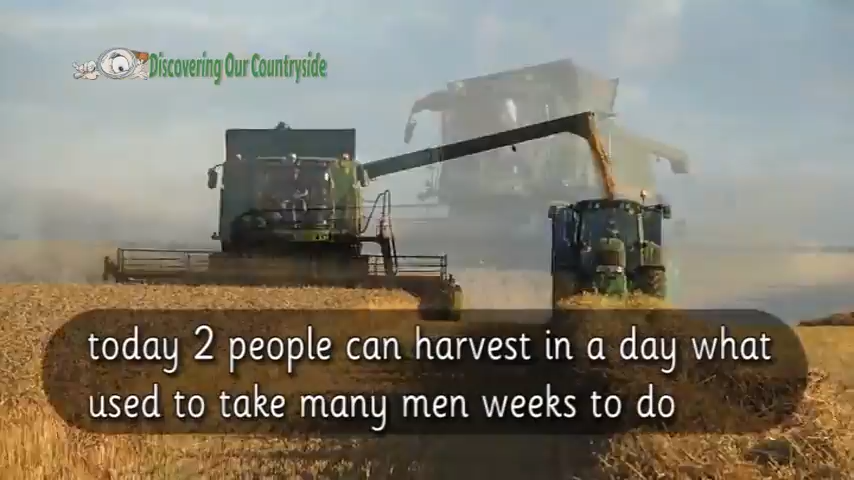 Discovering Our Countryside
today 2 people can harvest in a day what
used to take many men weeks to do